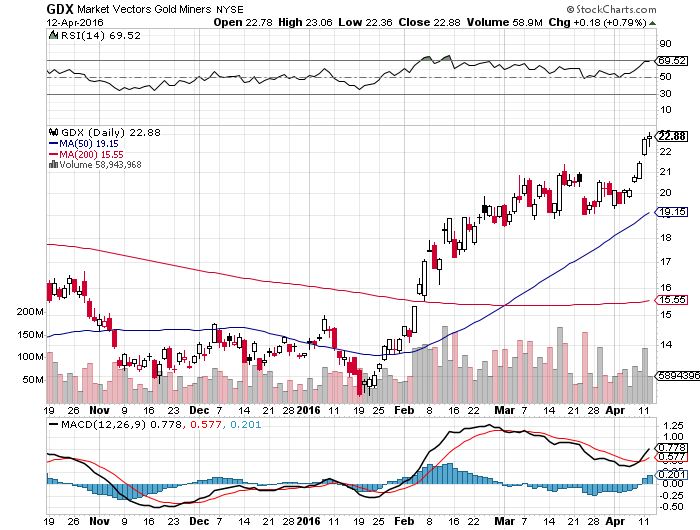 GDX Market Vectors Gold Miners NYSE © StockCharts.com
12-Apr-2016 Open 22.78 High 23.06 Low 22.36 Close 22.88 Volume 58.9M Chg +0.18 (+0.79%)
RSI(14) 69.52
90
69.52
50
30
10
GDX (Daily) 22.88
MA(50) 19.15
MA(200) 15.55
Volume 58,943,968
22.88
22
21
20
19.15
18
17
16
15.55
15
14
200M
150M
100M
50M
5894396
19 26 Nov 9 16 23 Dec 7 14 21 28 2016 11 19 25 Feb 8 16 22 Mar 7 14 21 28 Apr 11
MACD(12,26,9) 0.778, 0.577, 0.201
1.25
1.00
0.778
0.577
0.201
0.00
-0.25
-0.50
19 26 Nov 9 16 23 Dec 7 14 21 28 2016 11 19 25 Feb 8 16 22 Mar 7 14 21 28 Apr 11